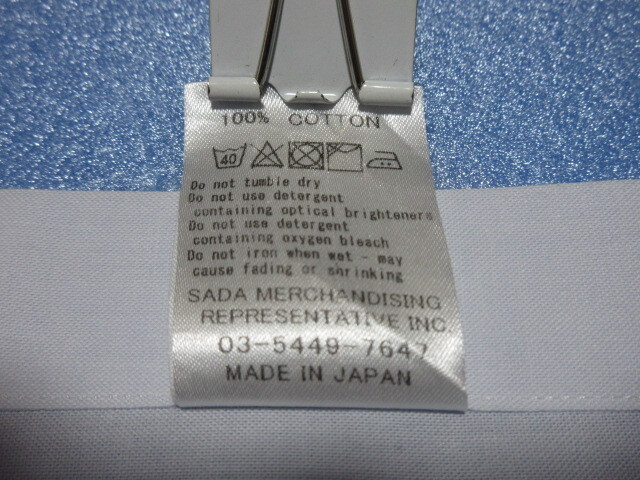 100% COTTON
40
Do not tumble dry
Do not use detergent
containing optical brighteners
Do not use detergent
containing oxygen bleach
Do not iron when wet - may
cause fading or shrinking
SADA MERCHANDISING
REPRESENTATIVE INC.
03-5449-7647
MADE IN JAPAN